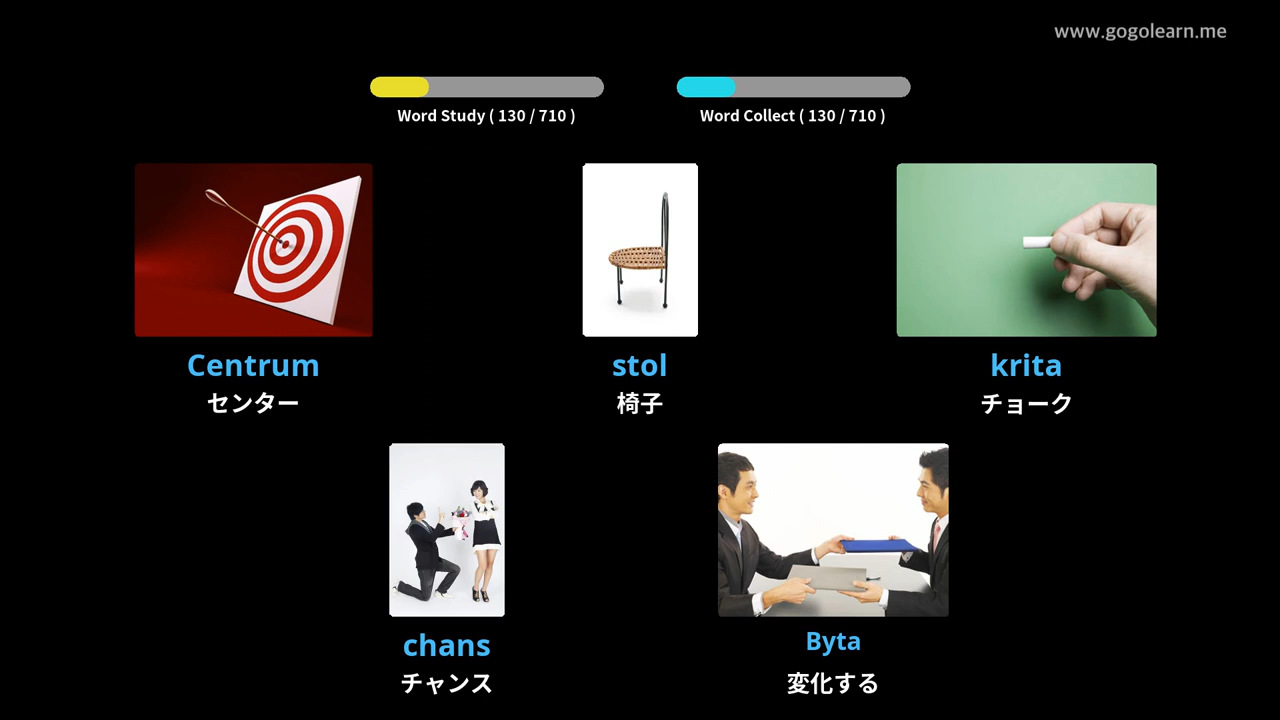 www.gogolearn.me
Word Study ( 130 / 710 )
Word Collect ( 130 / 710 )
Centrum
センター
stol
椅子
krita
チョーク
chans
チャンス
Byta
変化する